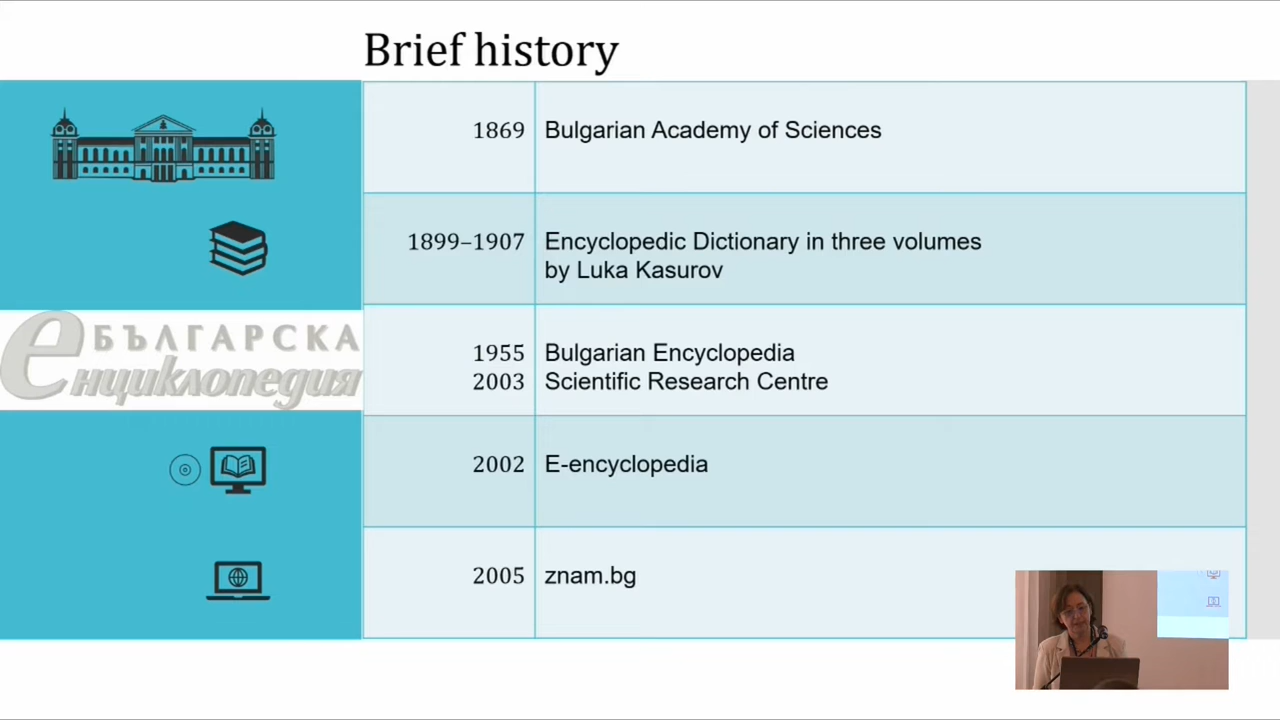 Brief history
1869 Bulgarian Academy of Sciences
1899–1907 Encyclopedic Dictionary in three volumes
by Luka Kasurov
БЪЛГАРСКА
енциклопедия
1955 Bulgarian Encyclopedia
2003 Scientific Research Centre
2002 E-encyclopedia
2005 znam.bg